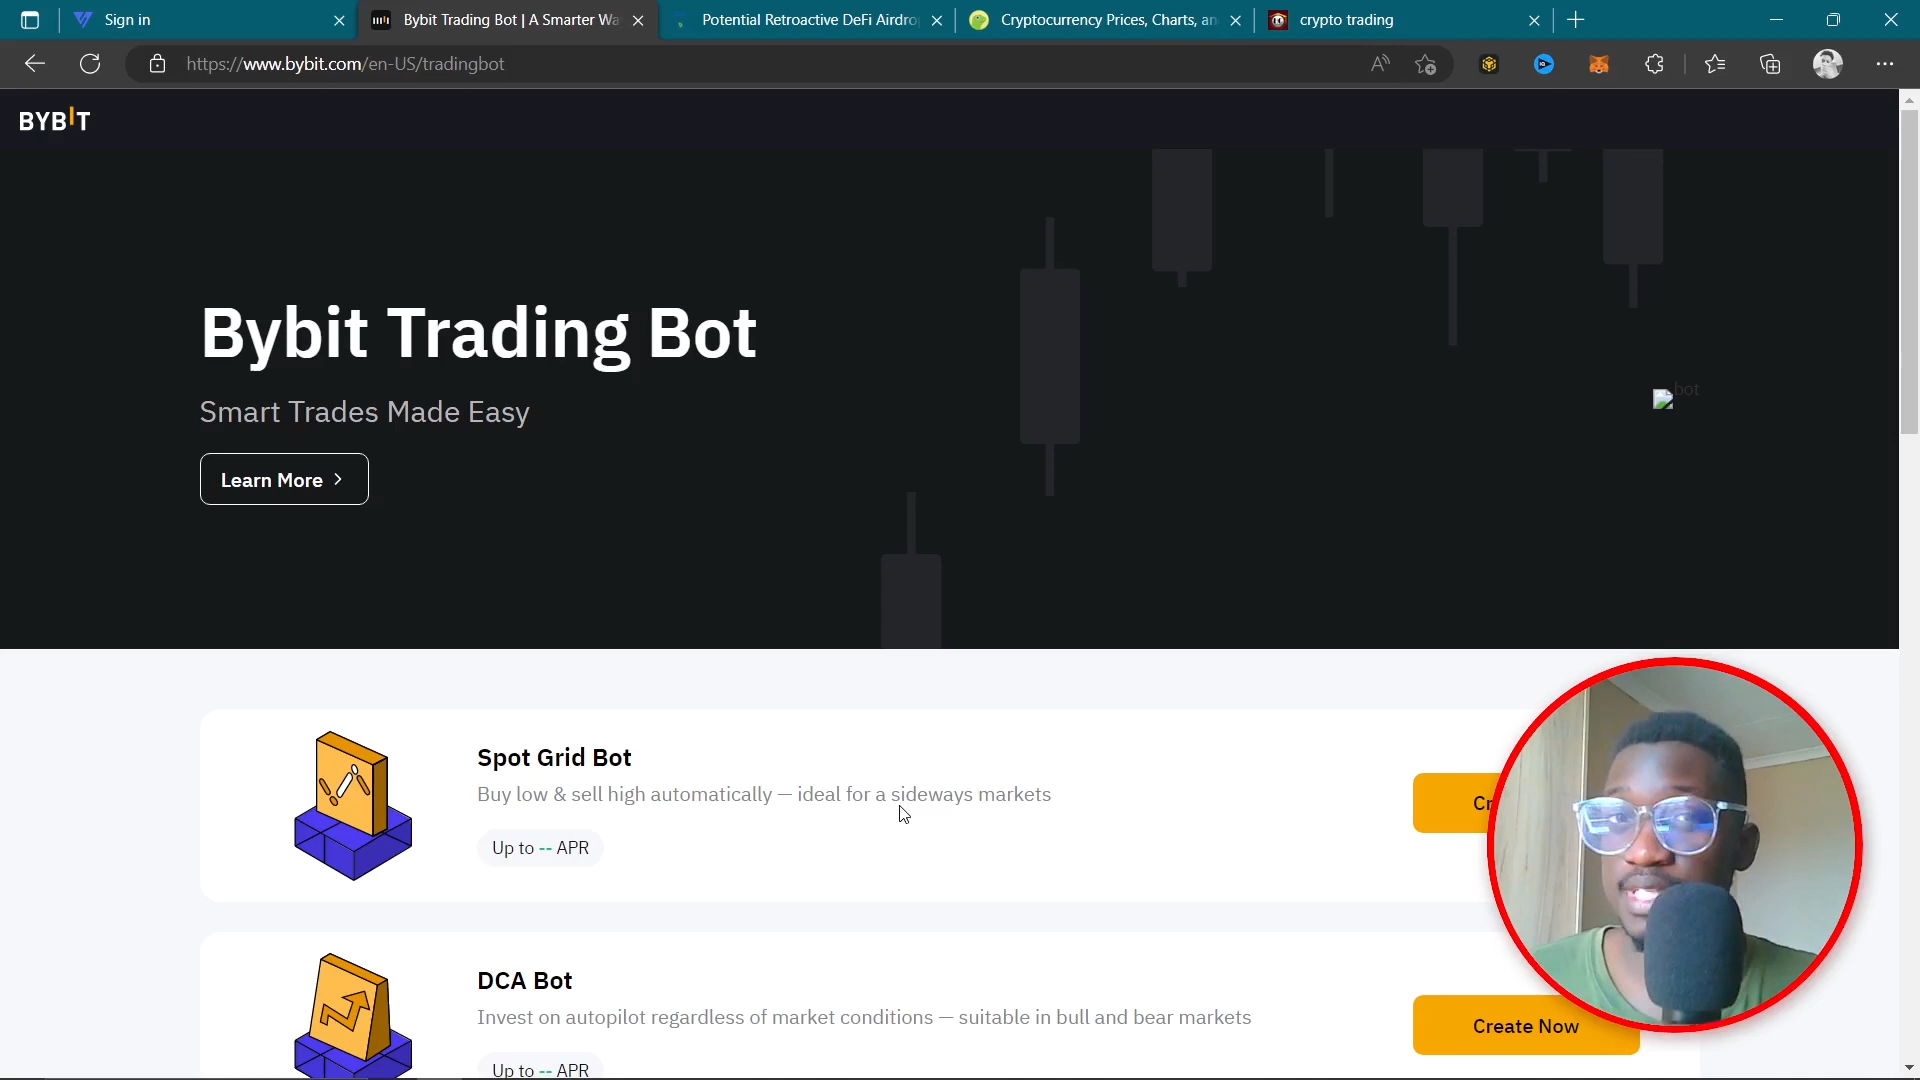 Sign in
Bybit Trading Bot | A Smarter Wa
Potential Retroactive DeFi Airdro
Cryptocurrency Prices, Charts, an
crypto trading
https://www.bybit.com/en-US/tradingbot
BYBIT
Bybit Trading Bot
bot
Smart Trades Made Easy
Learn More
Spot Grid Bot
Buy low & sell high automatically — ideal for a sideways markets
Up to -- APR
Cr
DCA Bot
Invest on autopilot regardless of market conditions — suitable in bull and bear markets
Create Now
Up to -- APR